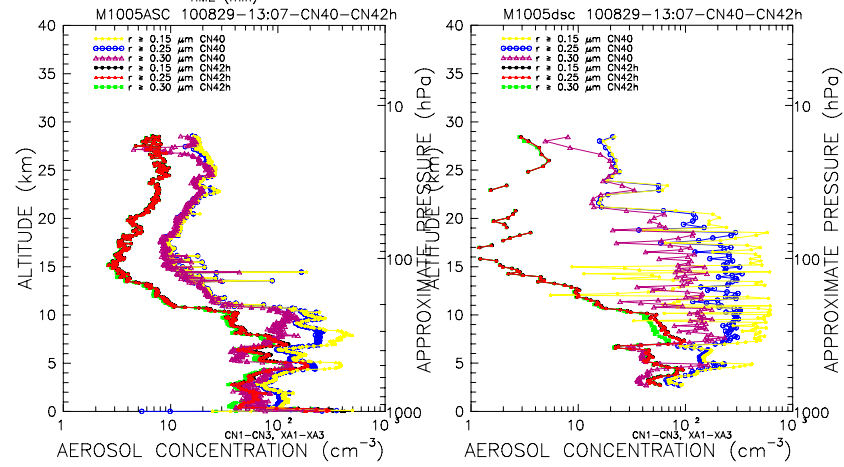 M1005ASC 100829-13:07-CN40-CN42h
r ≥ 0.15 μm CN40
r ≥ 0.25 μm CN40
r ≥ 0.30 μm CN40
r ≥ 0.15 μm CN42h
r ≥ 0.25 μm CN42h
r ≥ 0.30 μm CN42h
40
35
30
25
20
15
10
5
0
ALTITUDE (km)
10
100
1000
APPROXIMATE PRESSURE (hPa)
1
10
10²
10³
CN1-CN3, XA1-XA3
AEROSOL CONCENTRATION (cm⁻³)
M1005dsc 100829-13:07-CN40-CN42h
r ≥ 0.15 μm CN40
r ≥ 0.25 μm CN40
r ≥ 0.30 μm CN40
r ≥ 0.15 μm CN42h
r ≥ 0.25 μm CN42h
r ≥ 0.30 μm CN42h
40
35
30
25
20
15
10
5
0
ALTITUDE (km)
10
100
1000
APPROXIMATE PRESSURE (hPa)
1
10
10²
10³
CN1-CN3, XA1-XA3
AEROSOL CONCENTRATION (cm⁻³)